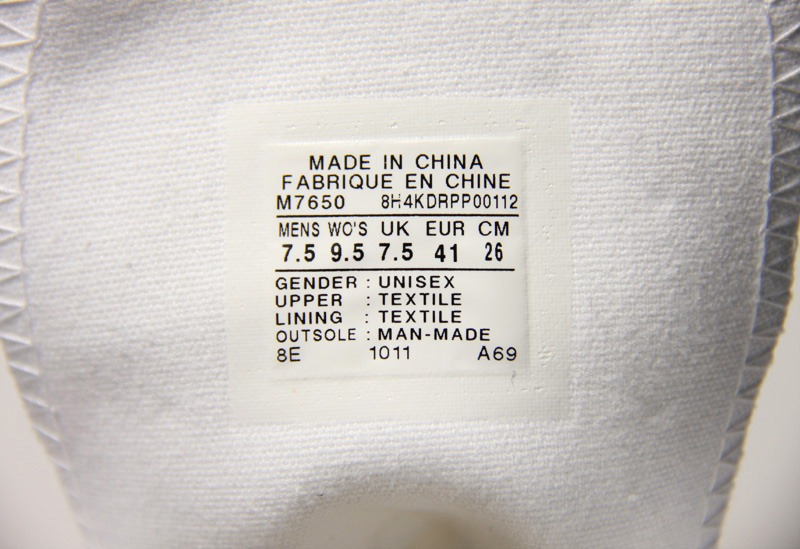 MADE IN CHINA
FABRIQUE EN CHINE
M7650 8H4KDRPP00112
MENS WO'S UK EUR CM
7.5 9.5 7.5 41 26
GENDER : UNISEX
UPPER : TEXTILE
LINING : TEXTILE
OUTSOLE : MAN-MADE
8E 1011 A69